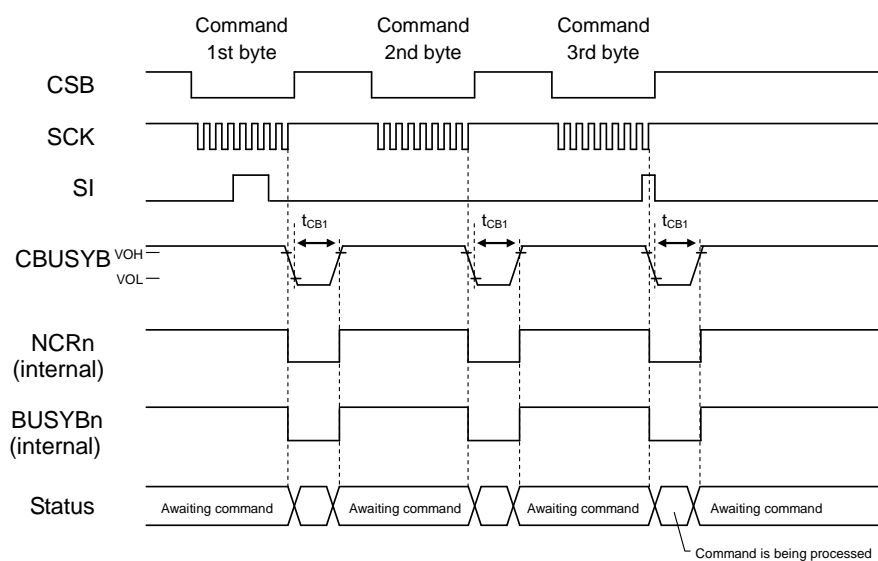 Command
1st byte
Command
2nd byte
Command
3rd byte
CSB
SCK
SI
tCB1
tCB1
tCB1
CBUSYB
VOH
VOL
NCRn
(internal)
BUSYBn
(internal)
Status
Awaiting command
Awaiting command
Awaiting command
Awaiting command
Command is being processed